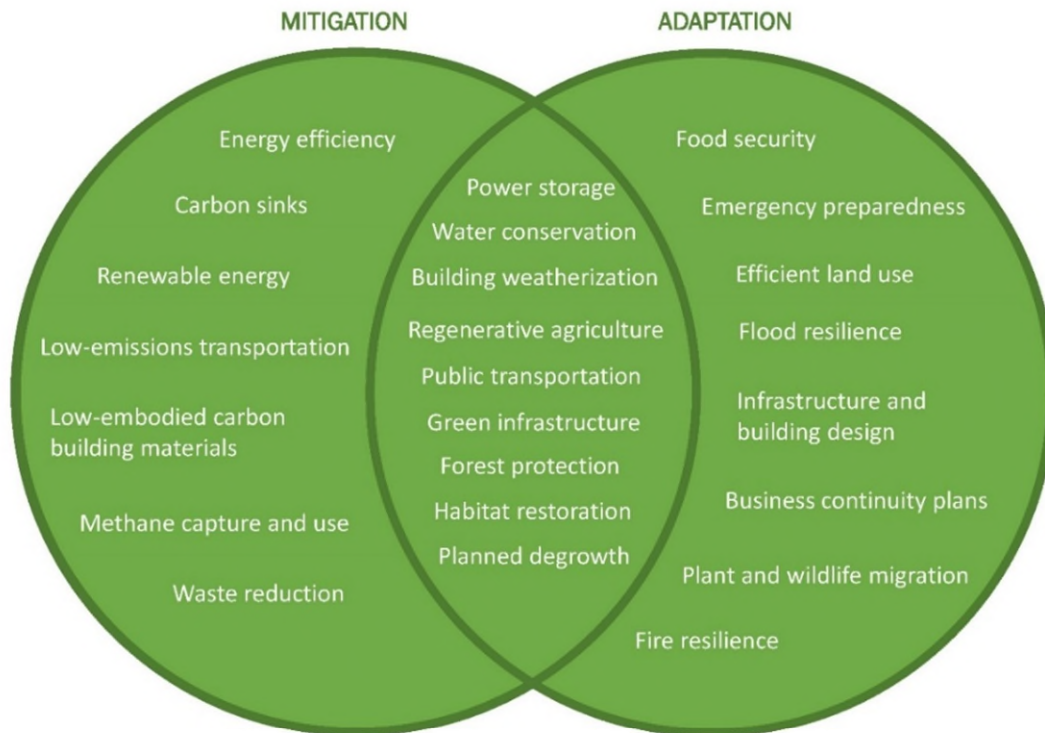 MITIGATION
ADAPTATION
Energy efficiency
Carbon sinks
Renewable energy
Low-emissions transportation
Low-embodied carbon
building materials
Methane capture and use
Waste reduction
Power storage
Water conservation
Building weatherization
Regenerative agriculture
Public transportation
Green infrastructure
Forest protection
Habitat restoration
Planned degrowth
Food security
Emergency preparedness
Efficient land use
Flood resilience
Infrastructure and
building design
Business continuity plans
Plant and wildlife migration
Fire resilience